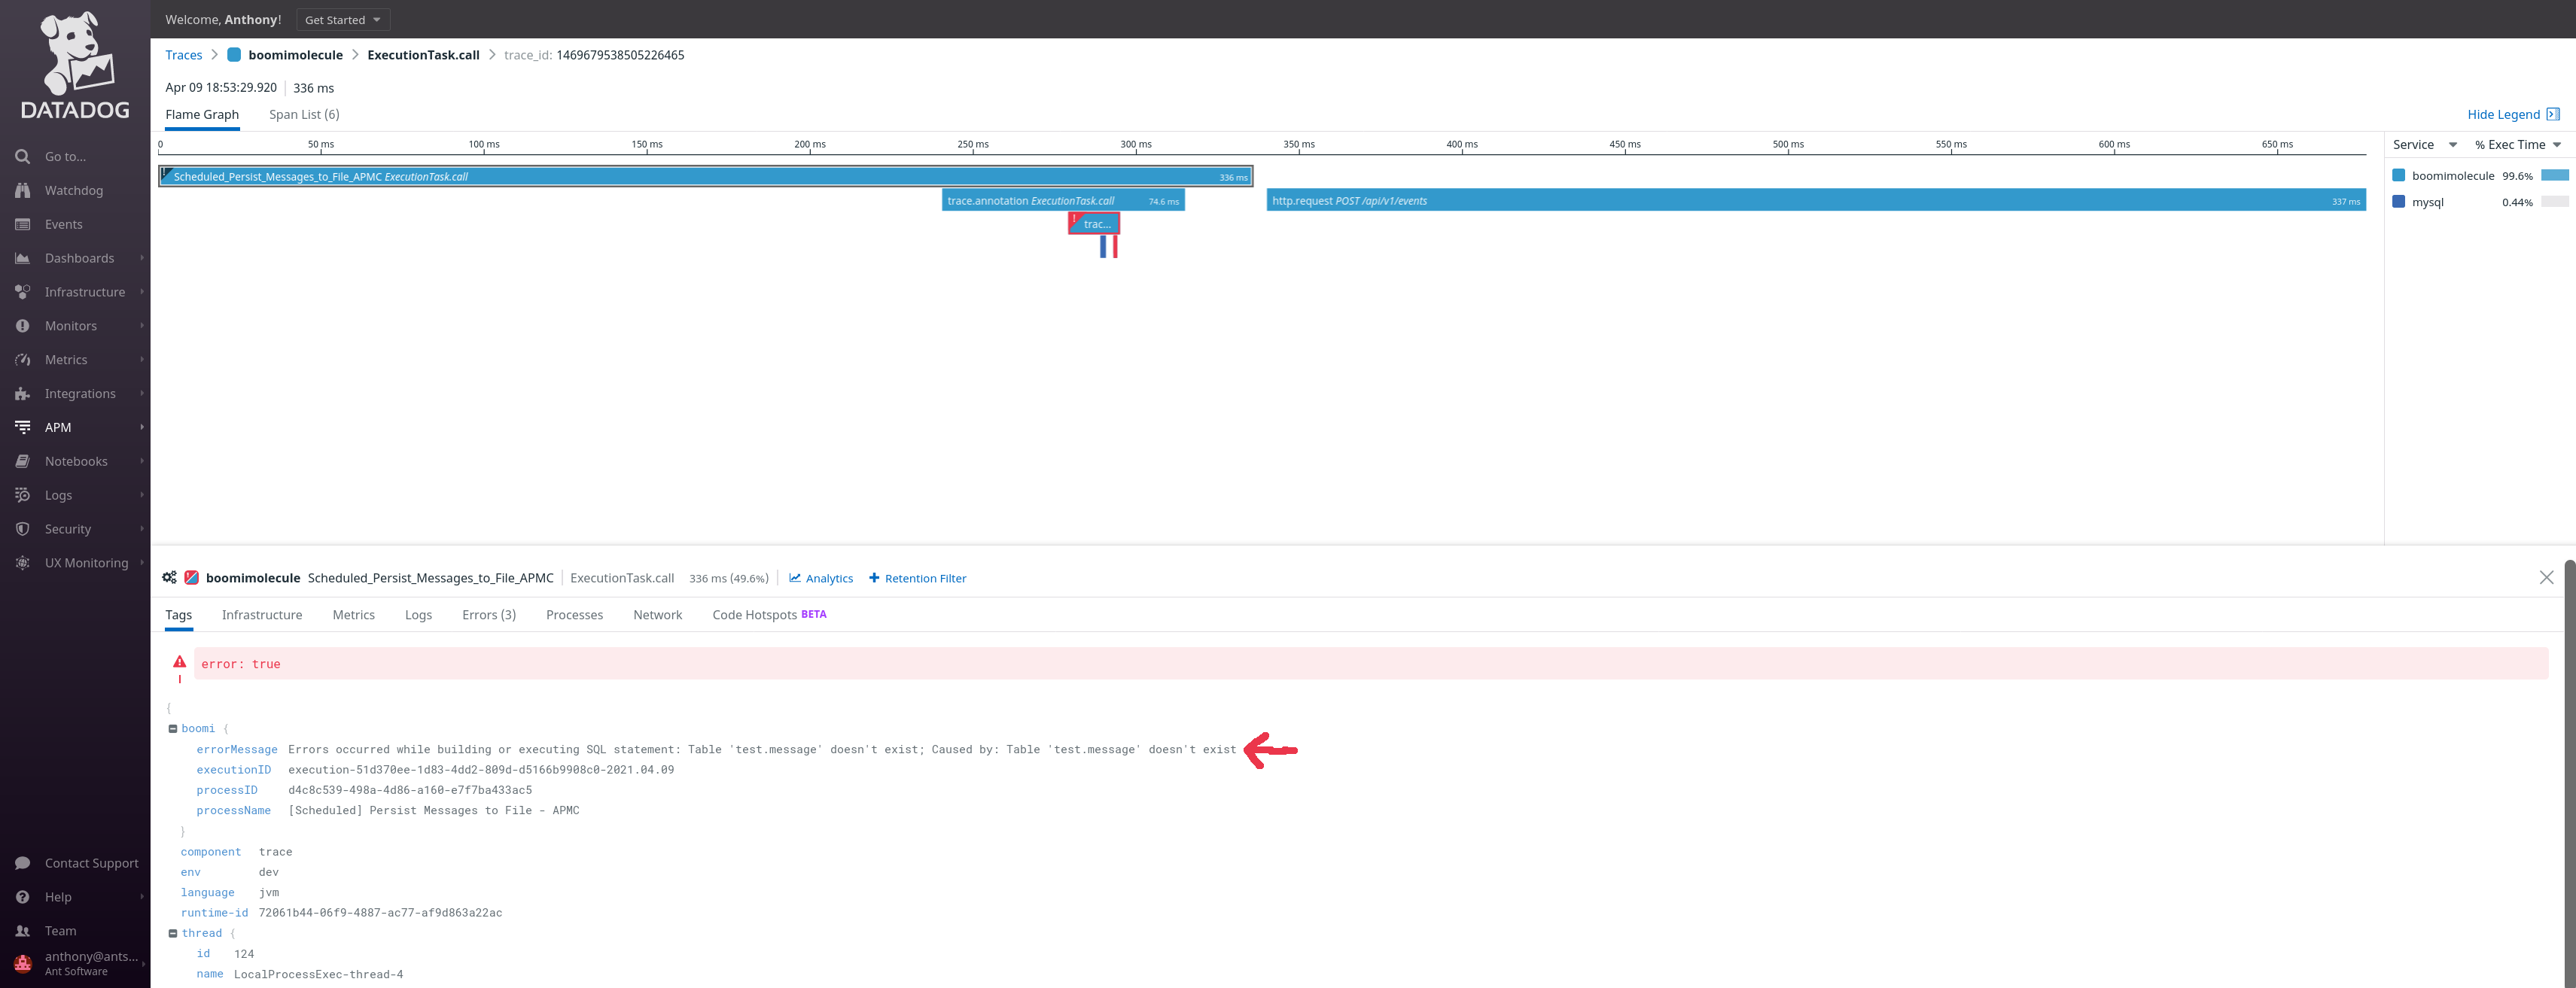 Welcome, Anthony!
Get Started
DATADOG
Go to...
Watchdog
Events
Dashboards
Infrastructure
Monitors
Metrics
Integrations
APM
Notebooks
Logs
Security
UX Monitoring
Contact Support
Help
Team
anthony@ants...
Ant Software
Traces boomimolecule ExecutionTask.call trace_id: 1469679538505226465
Apr 09 18:53:29.920 336 ms
Flame Graph Span List (6) Hide Legend
0 50 ms 100 ms 150 ms 200 ms 250 ms 300 ms 350 ms 400 ms 450 ms 500 ms 550 ms 600 ms 650 ms
Scheduled_Persist_Messages_to_File_APMC ExecutionTask.call 336 ms
trace.annotation ExecutionTask.call 74.6 ms
http.request POST /api/v1/events 337 ms
! trac...
Service % Exec Time
boomimolecule 99.6%
mysql 0.44%
boomimolecule Scheduled_Persist_Messages_to_File_APMC ExecutionTask.call 336 ms (49.6%) Analytics + Retention Filter
Tags Infrastructure Metrics Logs Errors (3) Processes Network Code Hotspots BETA
error: true
{
boomi {
errorMessage Errors occurred while building or executing SQL statement: Table 'test.message' doesn't exist; Caused by: Table 'test.message' doesn't exist
executionID execution-51d370ee-1d83-4dd2-809d-d5166b9908c0-2021.04.09
processID d4c8c539-498a-4d86-a160-e7f7ba433ac5
processName [Scheduled] Persist Messages to File - APMC
}
component trace
env dev
language jvm
runtime-id 72061b44-06f9-4887-ac77-af9d863a22ac
thread {
id 124
name LocalProcessExec-thread-4